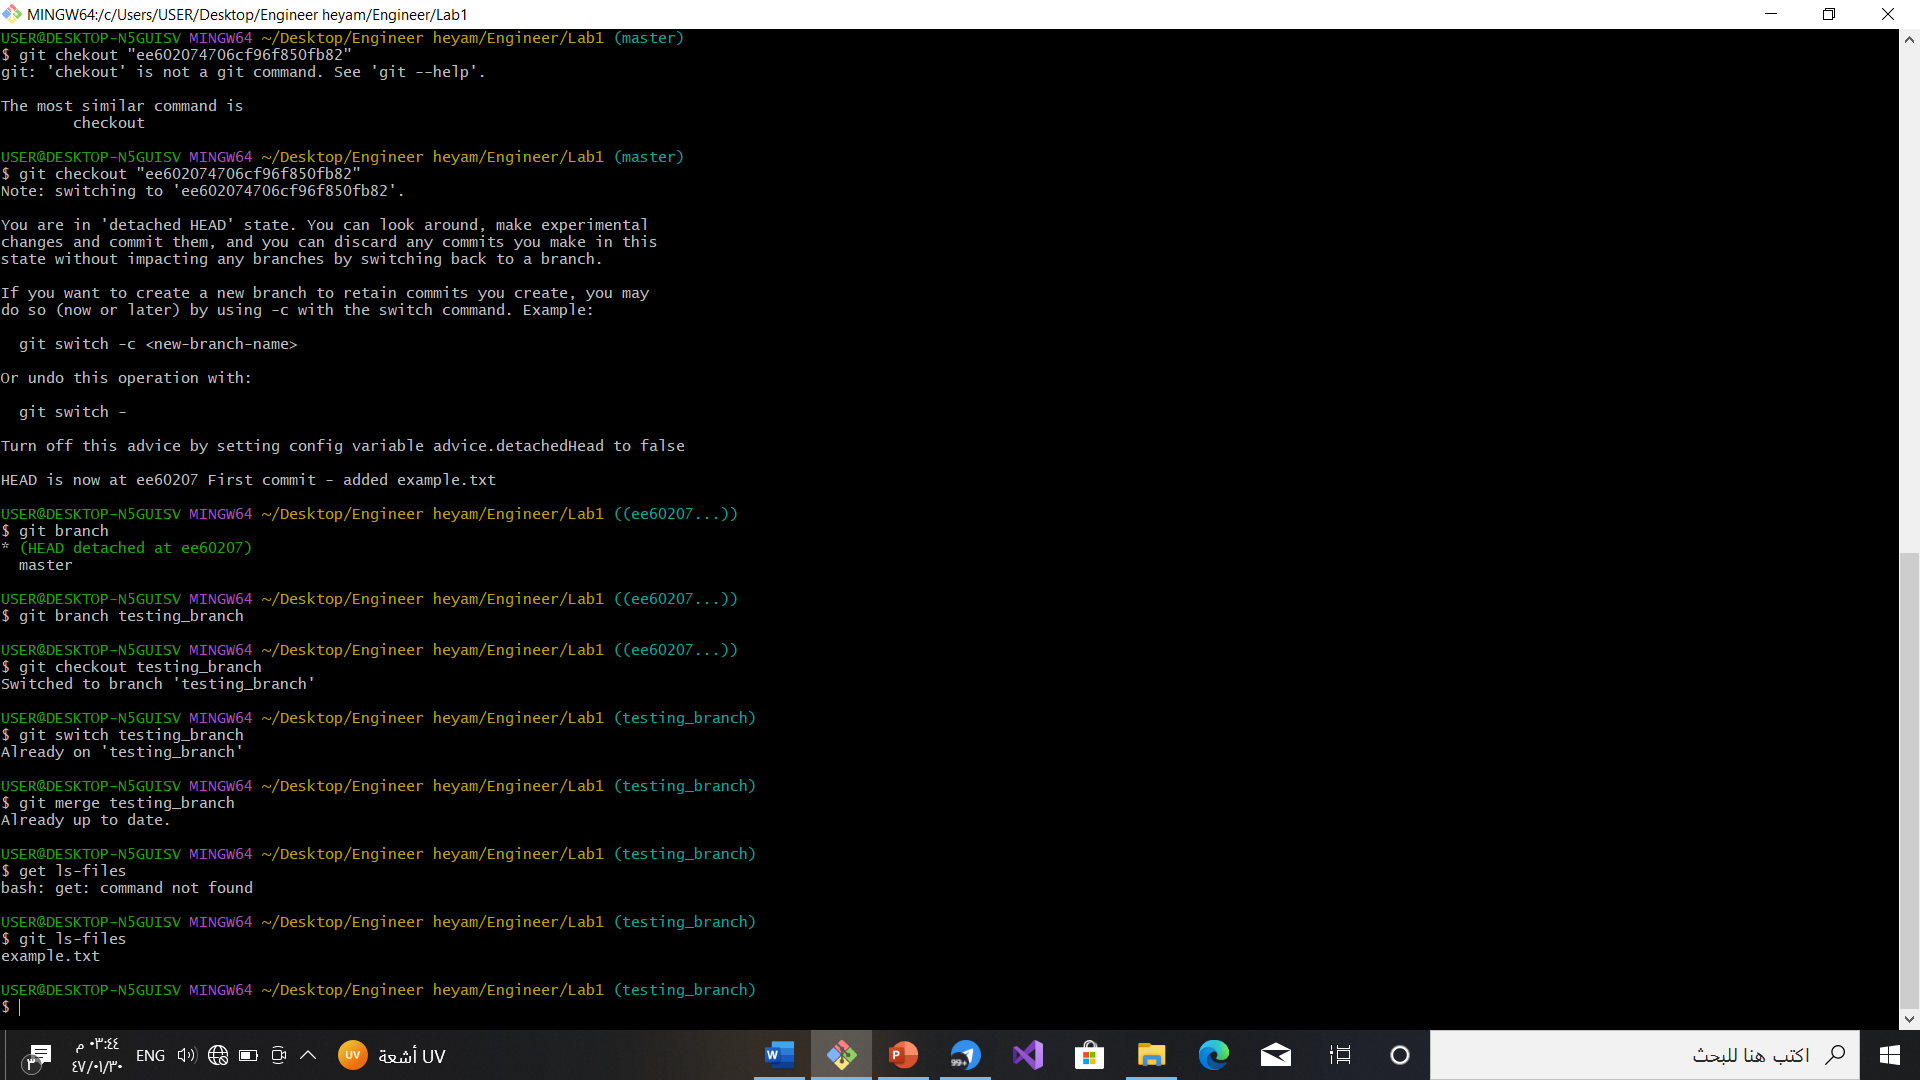 MINGW64:/c/Users/USER/Desktop/Engineer heyam/Engineer/Lab1
USER@DESKTOP-N5GUISV MINGW64 ~/Desktop/Engineer heyam/Engineer/Lab1 (master)
$ git chekout "ee602074706cf96f850fb82"
git: 'chekout' is not a git command. See 'git --help'.
The most similar command is
checkout
USER@DESKTOP-N5GUISV MINGW64 ~/Desktop/Engineer heyam/Engineer/Lab1 (master)
$ git checkout "ee602074706cf96f850fb82"
Note: switching to 'ee602074706cf96f850fb82'.
You are in 'detached HEAD' state. You can look around, make experimental
changes and commit them, and you can discard any commits you make in this
state without impacting any branches by switching back to a branch.
If you want to create a new branch to retain commits you create, you may
do so (now or later) by using -c with the switch command. Example:
git switch -c <new-branch-name>
Or undo this operation with:
git switch -
Turn off this advice by setting config variable advice.detachedHead to false
HEAD is now at ee60207 First commit - added example.txt
USER@DESKTOP-N5GUISV MINGW64 ~/Desktop/Engineer heyam/Engineer/Lab1 ((ee60207...))
$ git branch
* (HEAD detached at ee60207)
master
USER@DESKTOP-N5GUISV MINGW64 ~/Desktop/Engineer heyam/Engineer/Lab1 ((ee60207...))
$ git branch testing_branch
USER@DESKTOP-N5GUISV MINGW64 ~/Desktop/Engineer heyam/Engineer/Lab1 ((ee60207...))
$ git checkout testing_branch
Switched to branch 'testing_branch'
USER@DESKTOP-N5GUISV MINGW64 ~/Desktop/Engineer heyam/Engineer/Lab1 (testing_branch)
$ git switch testing_branch
Already on 'testing_branch'
USER@DESKTOP-N5GUISV MINGW64 ~/Desktop/Engineer heyam/Engineer/Lab1 (testing_branch)
$ git merge testing_branch
Already up to date.
USER@DESKTOP-N5GUISV MINGW64 ~/Desktop/Engineer heyam/Engineer/Lab1 (testing_branch)
$ get ls-files
bash: get: command not found
USER@DESKTOP-N5GUISV MINGW64 ~/Desktop/Engineer heyam/Engineer/Lab1 (testing_branch)
$ git ls-files
example.txt
USER@DESKTOP-N5GUISV MINGW64 ~/Desktop/Engineer heyam/Engineer/Lab1 (testing_branch)
$
اكتب هنا للبحث
99+
P
W
أشعة UV
UV
ENG
٠٣:٤٤ م
٤٧/٠١/٣٠
٣